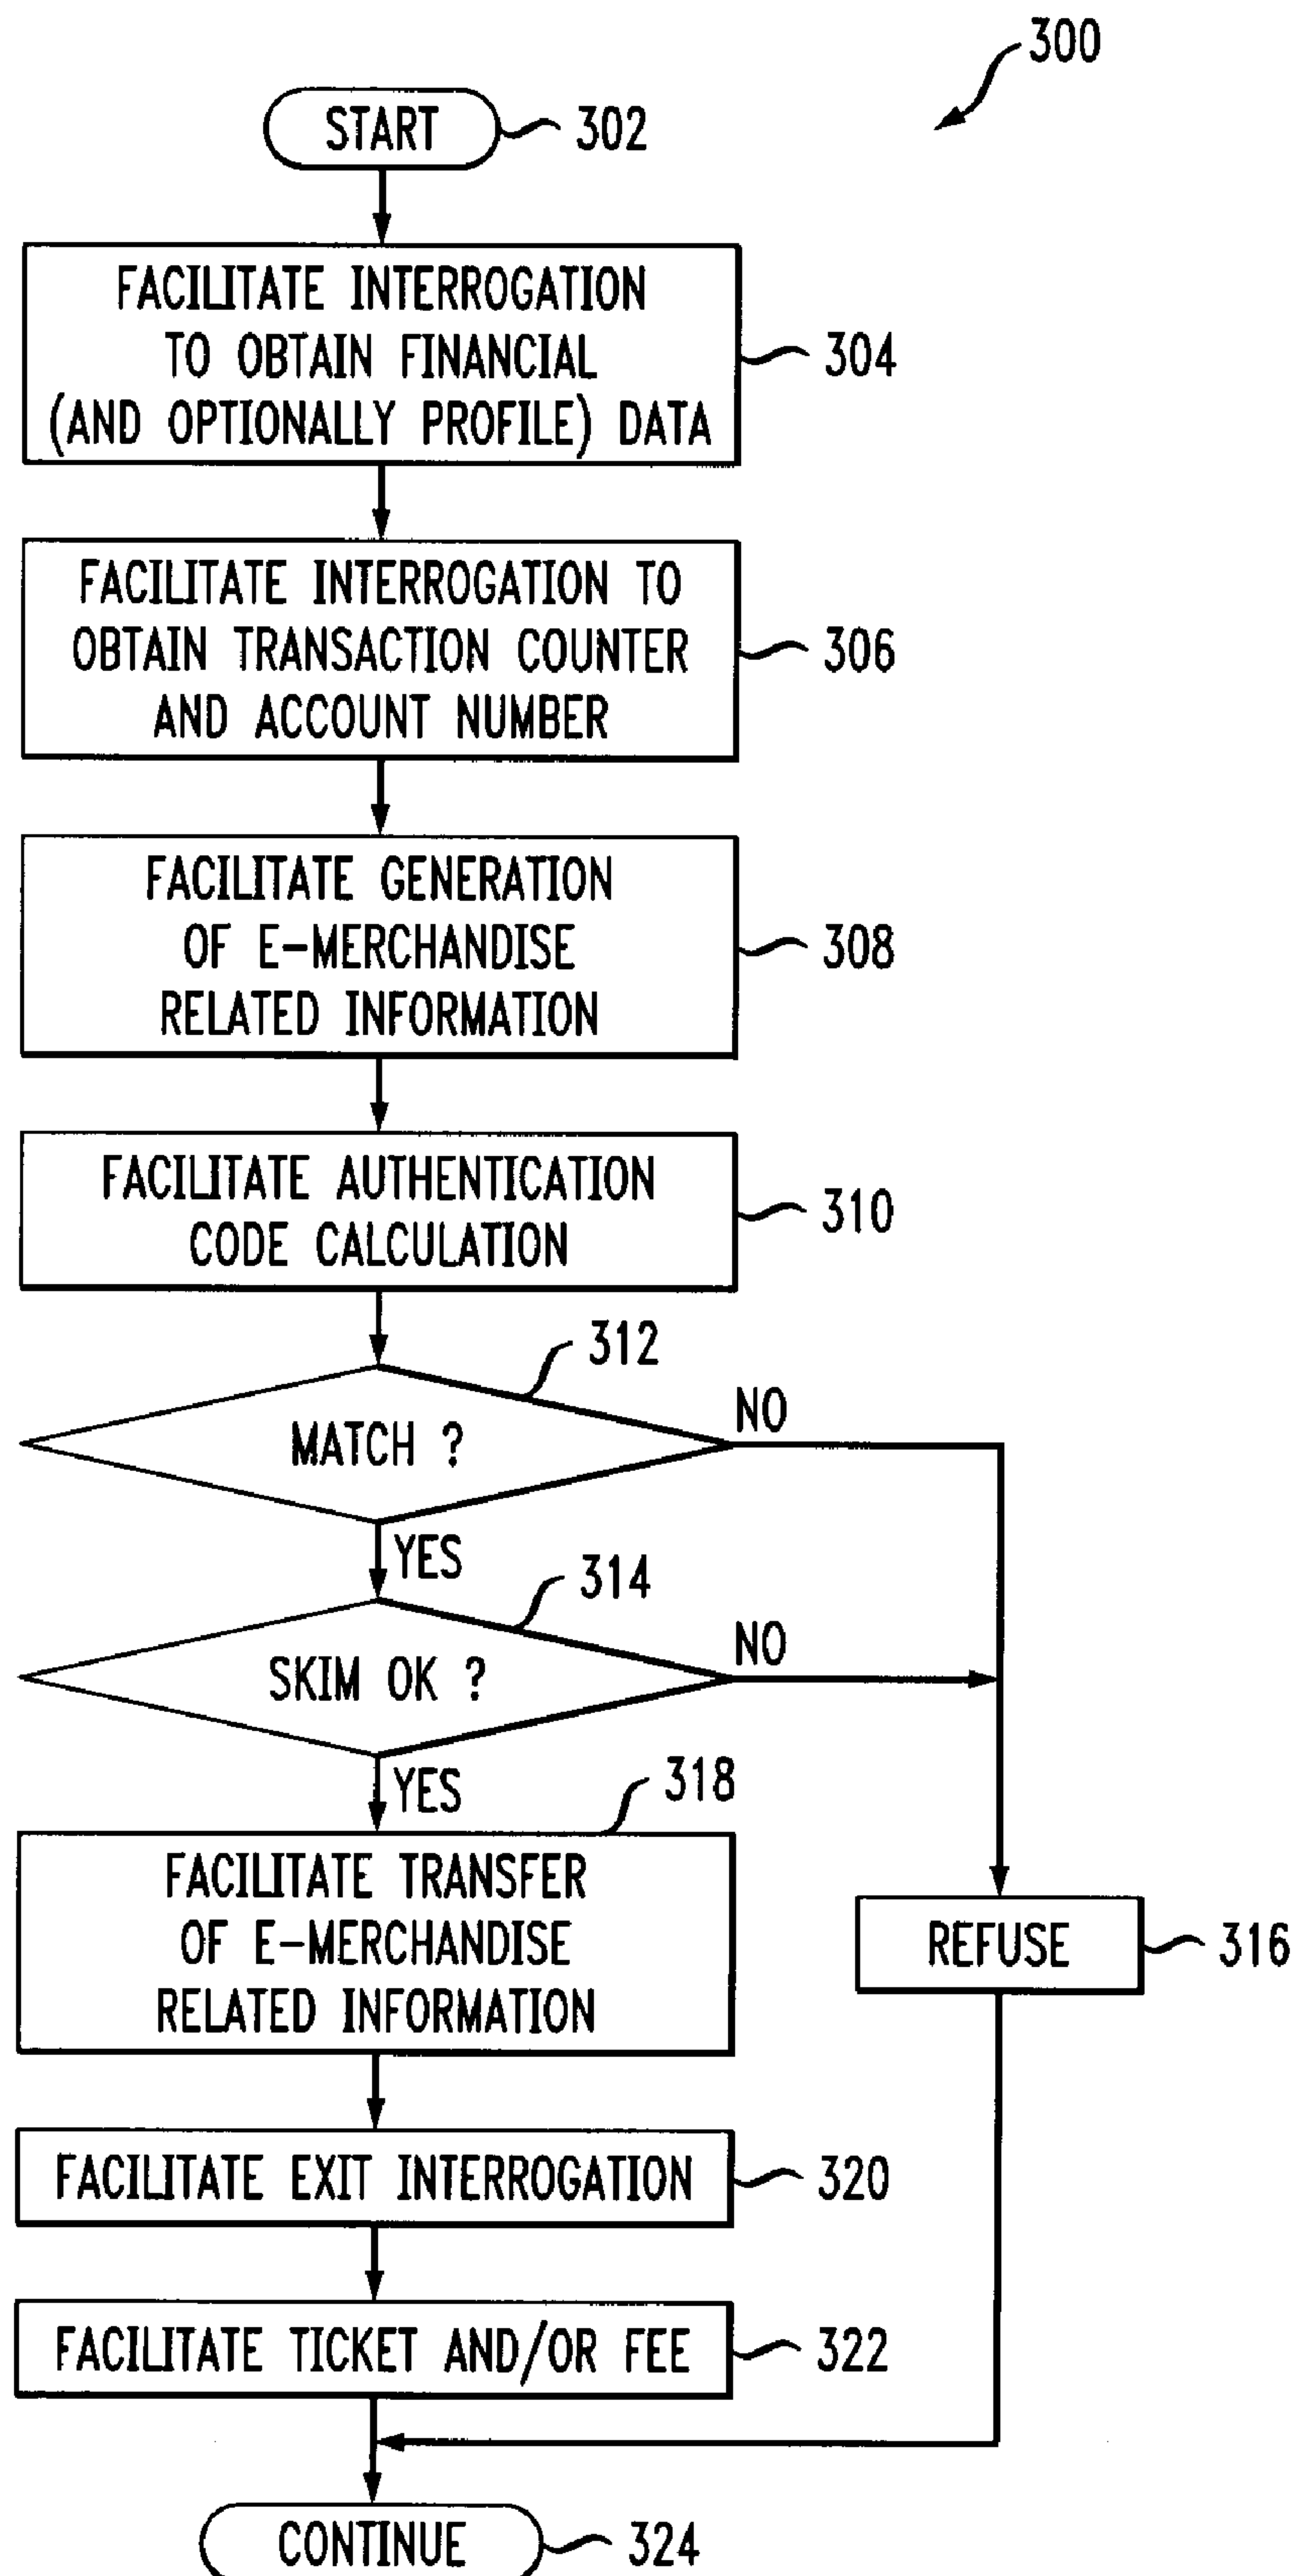 300
START
302
FACILITATE INTERROGATION
TO OBTAIN FINANCIAL
(AND OPTIONALLY PROFILE) DATA
304
FACILITATE INTERROGATION TO
OBTAIN TRANSACTION COUNTER
AND ACCOUNT NUMBER
306
FACILITATE GENERATION
OF E-MERCHANDISE
RELATED INFORMATION
308
FACILITATE AUTHENTICATION
CODE CALCULATION
310
312
MATCH ?
NO
YES
314
SKIM OK ?
NO
YES
318
FACILITATE TRANSFER
OF E-MERCHANDISE
RELATED INFORMATION
REFUSE
316
FACILITATE EXIT INTERROGATION
320
FACILITATE TICKET AND/OR FEE
322
CONTINUE
324